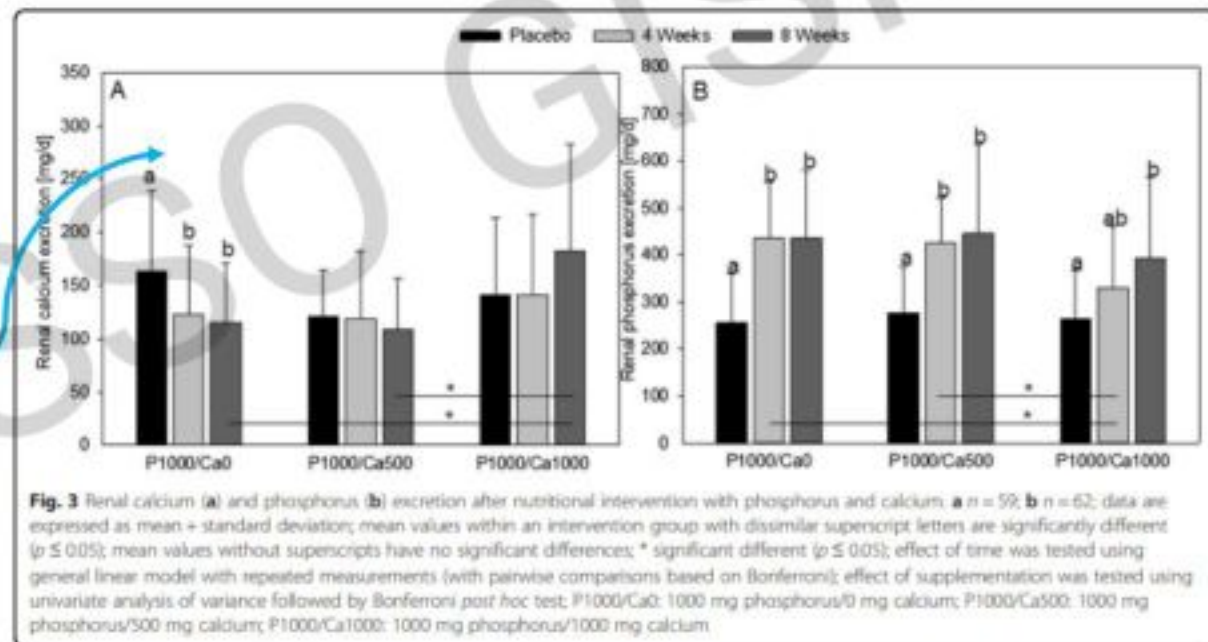 Placebo 4 Weeks 8 Weeks
A
Renal calcium excretion [mg/d]
350
300
250
200
150
100
50
0
a
b
b
*
*
P1000/Ca0 P1000/Ca500 P1000/Ca1000
B
Renal phosphorus excretion [mg/d]
800
700
600
500
400
300
200
100
0
a
b
b
a
b
b
a
ab
b
*
*
P1000/Ca0 P1000/Ca500 P1000/Ca1000
Fig. 3 Renal calcium (a) and phosphorus (b) excretion after nutritional intervention with phosphorus and calcium. a n = 59; b n = 62; data are
expressed as mean + standard deviation; mean values within an intervention group with dissimilar superscript letters are significantly different
(p ≤ 0.05); mean values without superscripts have no significant differences; * significant different (p ≤ 0.05); effect of time was tested using
general linear model with repeated measurements (with pairwise comparisons based on Bonferroni); effect of supplementation was tested using
univariate analysis of variance followed by Bonferroni post hoc test; P1000/Ca0: 1000 mg phosphorus/0 mg calcium; P1000/Ca500: 1000 mg
phosphorus/500 mg calcium; P1000/Ca1000: 1000 mg phosphorus/1000 mg calcium